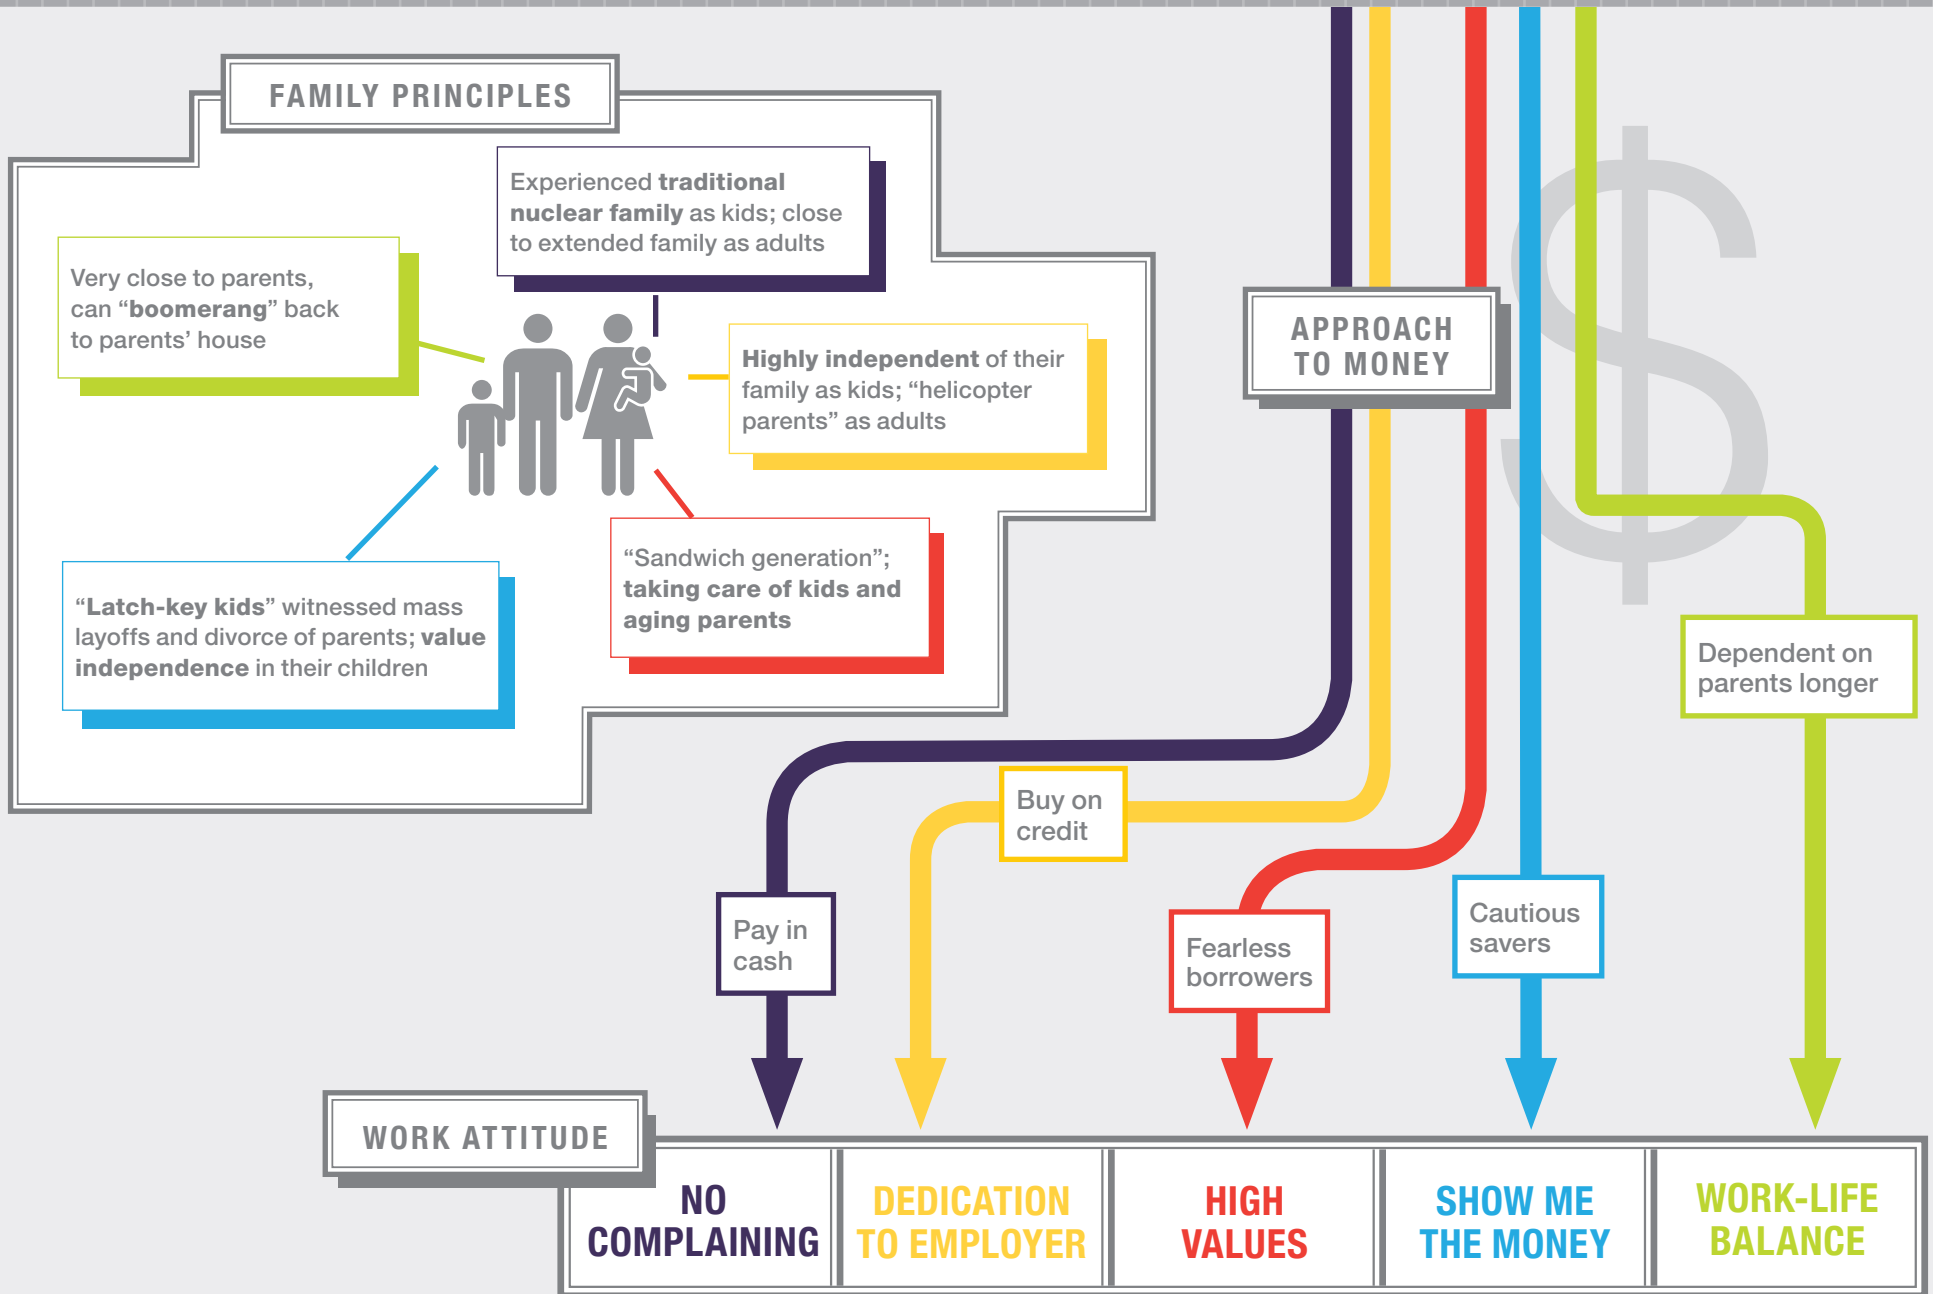 FAMILY PRINCIPLES
Experienced traditional
nuclear family as kids; close
to extended family as adults
Very close to parents,
can “boomerang” back
to parents’ house
Highly independent of their
family as kids; “helicopter
parents” as adults
“Sandwich generation”;
taking care of kids and
aging parents
“Latch-key kids” witnessed mass
layoffs and divorce of parents; value
independence in their children
APPROACH
TO MONEY
Dependent on
parents longer
Buy on
credit
Pay in
cash
Fearless
borrowers
Cautious
savers
WORK ATTITUDE
NO
COMPLAINING
DEDICATION
TO EMPLOYER
HIGH
VALUES
SHOW ME
THE MONEY
WORK-LIFE
BALANCE